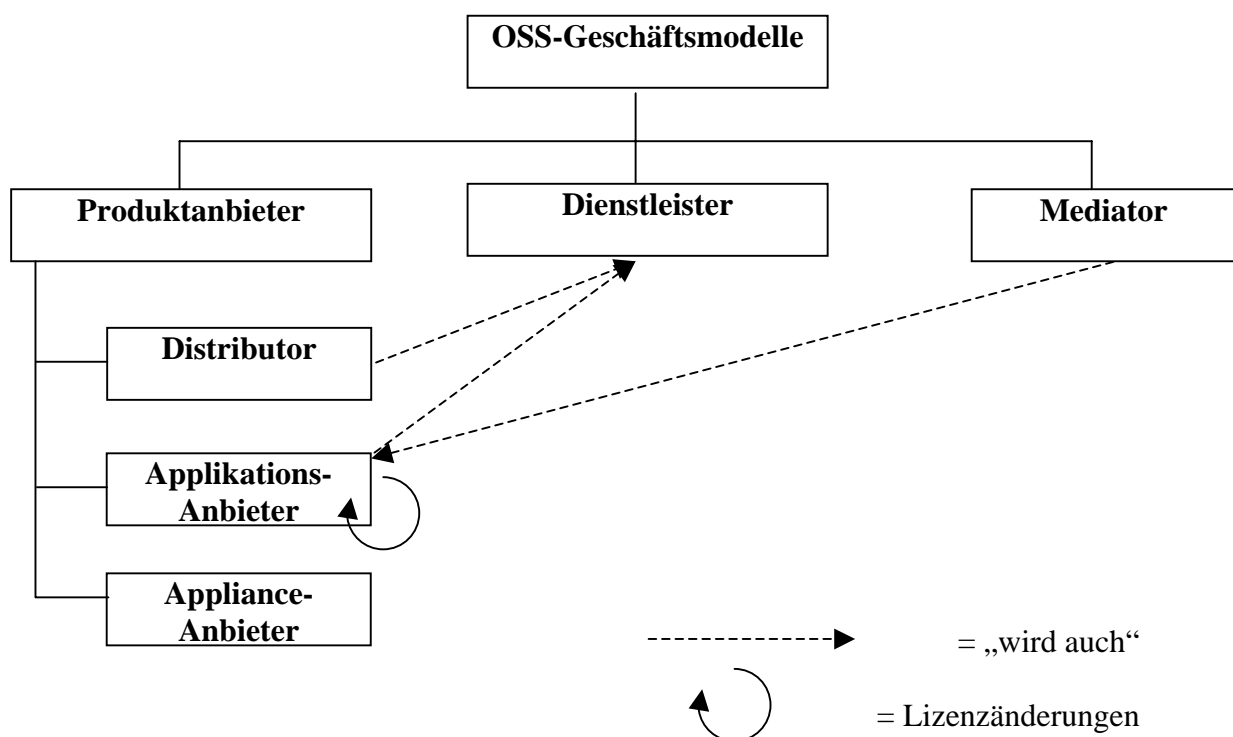 OSS-Geschäftsmodelle
Produktanbieter
Dienstleister
Mediator
Distributor
Applikations-
Anbieter
Appliance-
Anbieter
= „wird auch“
= Lizenzänderungen